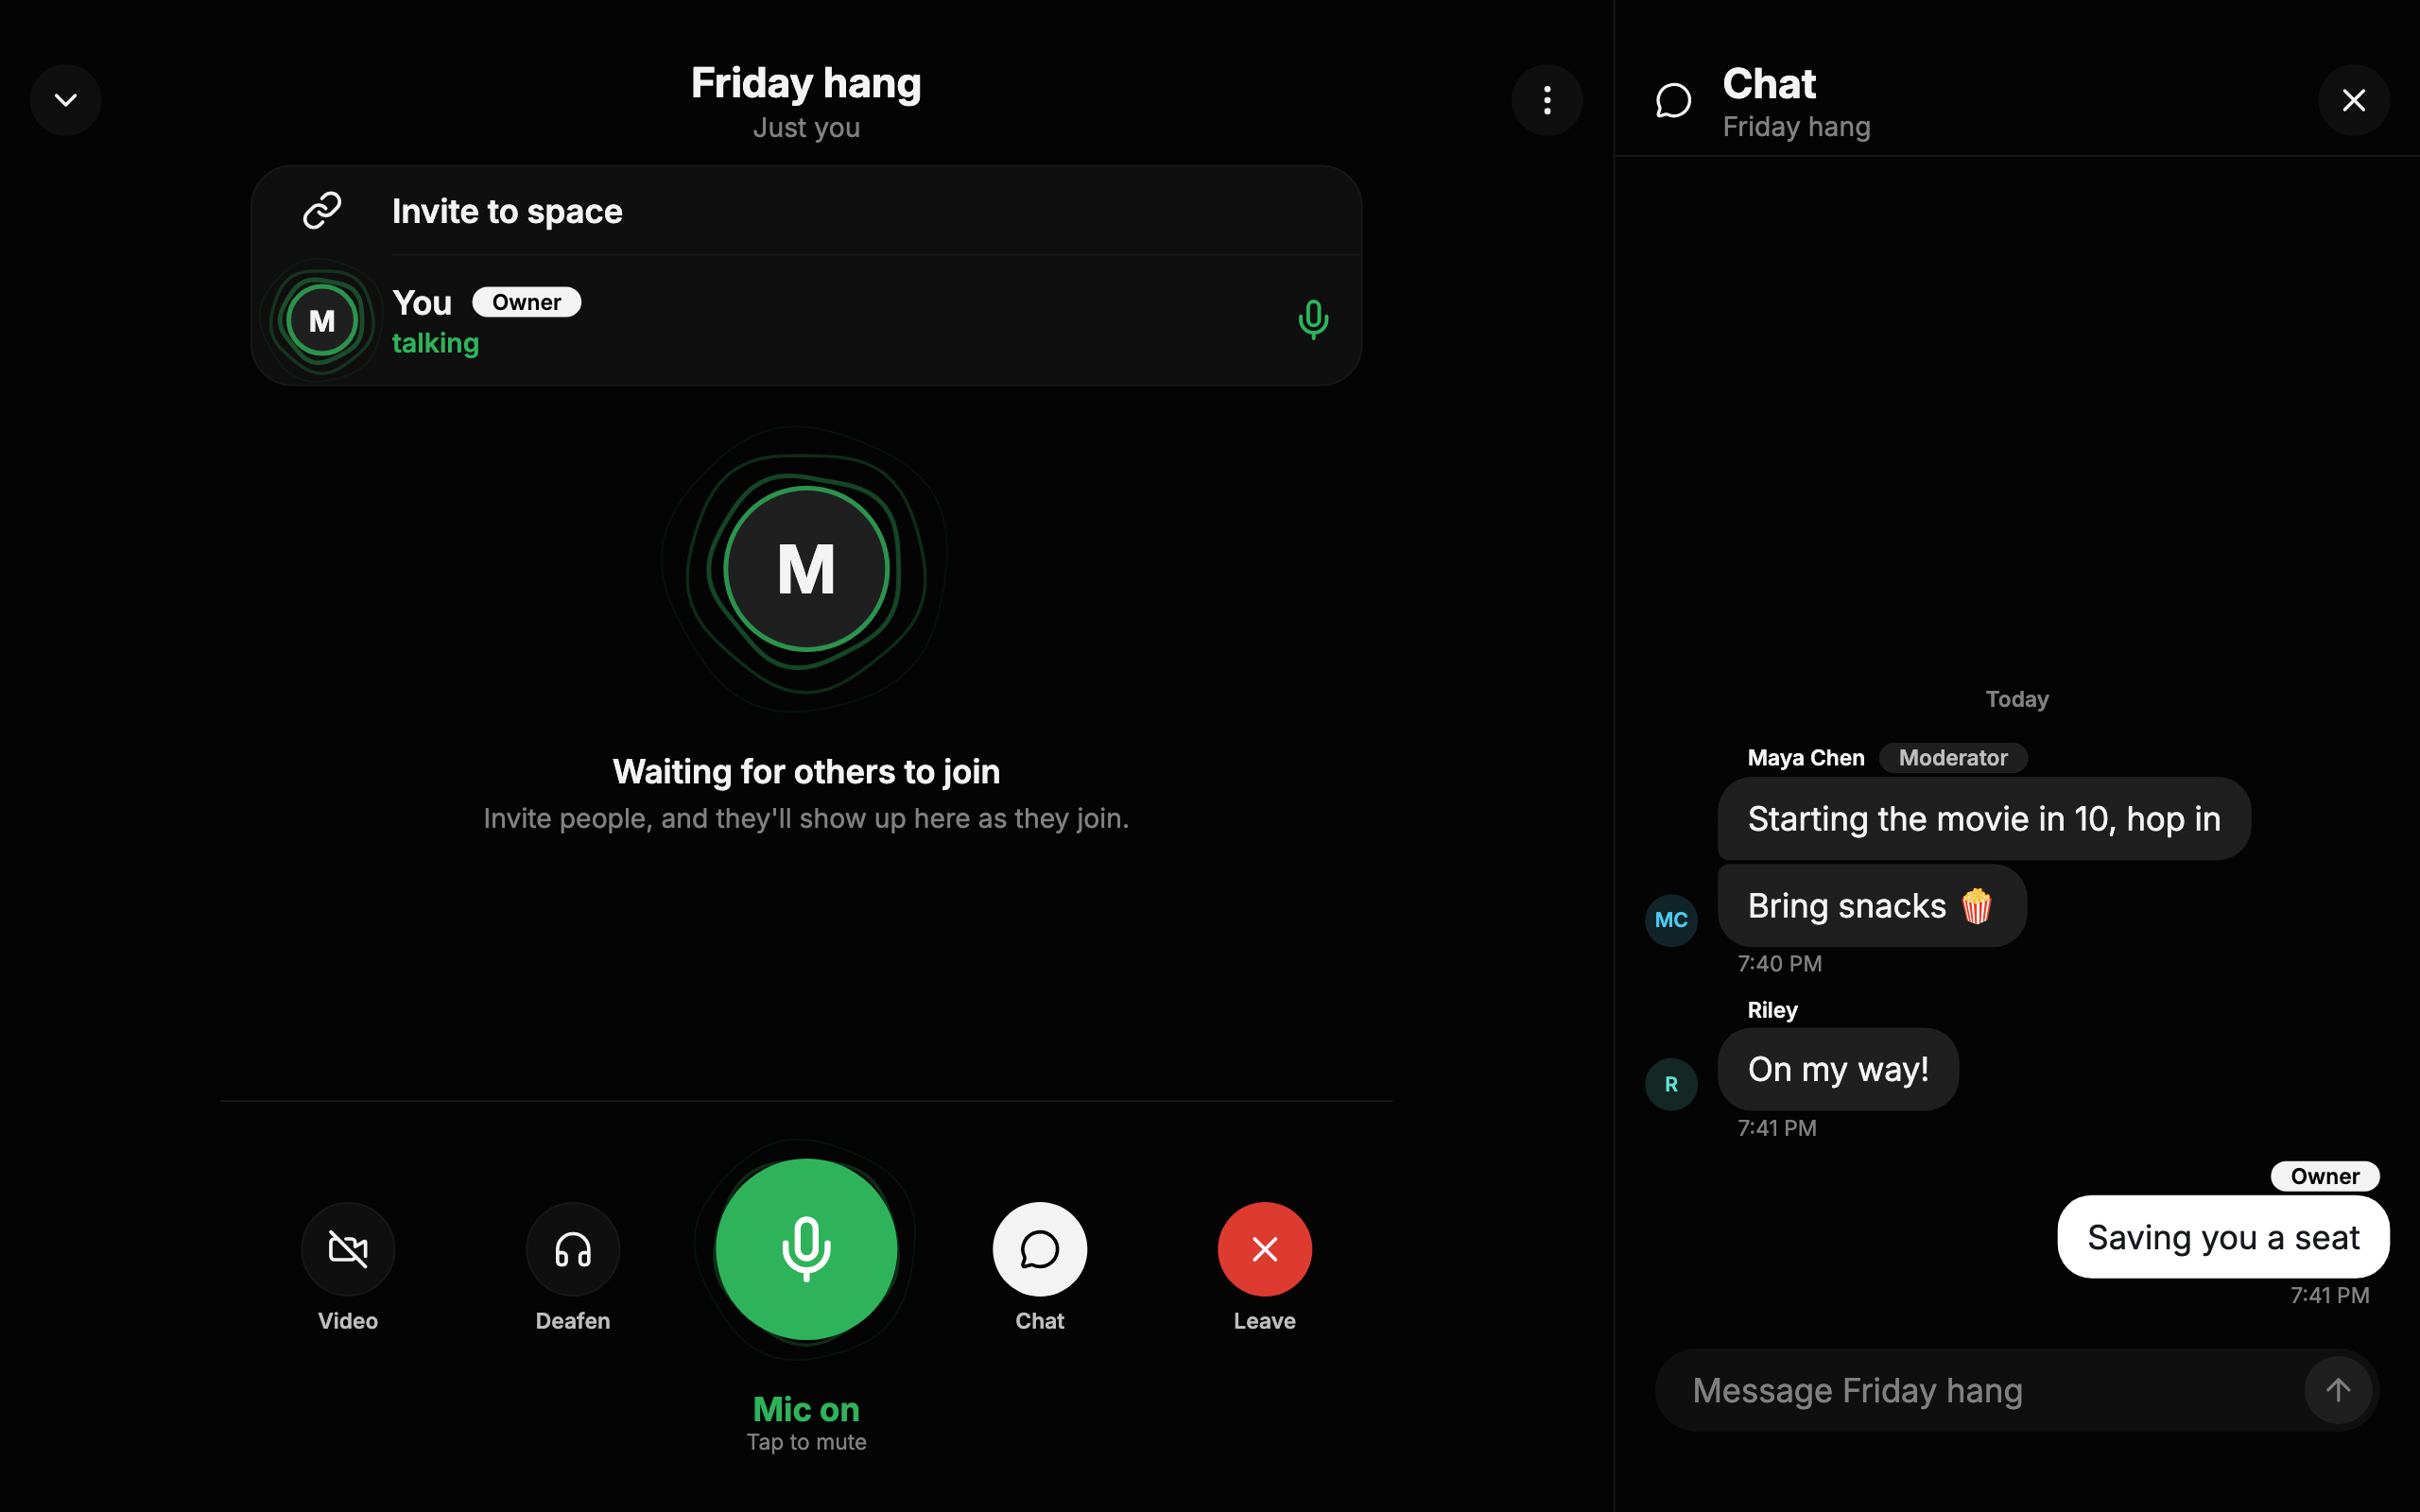 Friday hang
Just you
Invite to space
M
You Owner
talking
M
Waiting for others to join
Invite people, and they'll show up here as they join.
Video
Deafen
Chat
Leave
Mic on
Tap to mute
Chat
Friday hang
Today
Maya Chen Moderator
Starting the movie in 10, hop in
Bring snacks 🍿
MC
7:40 PM
Riley
On my way!
R
7:41 PM
Owner
Saving you a seat
7:41 PM
Message Friday hang